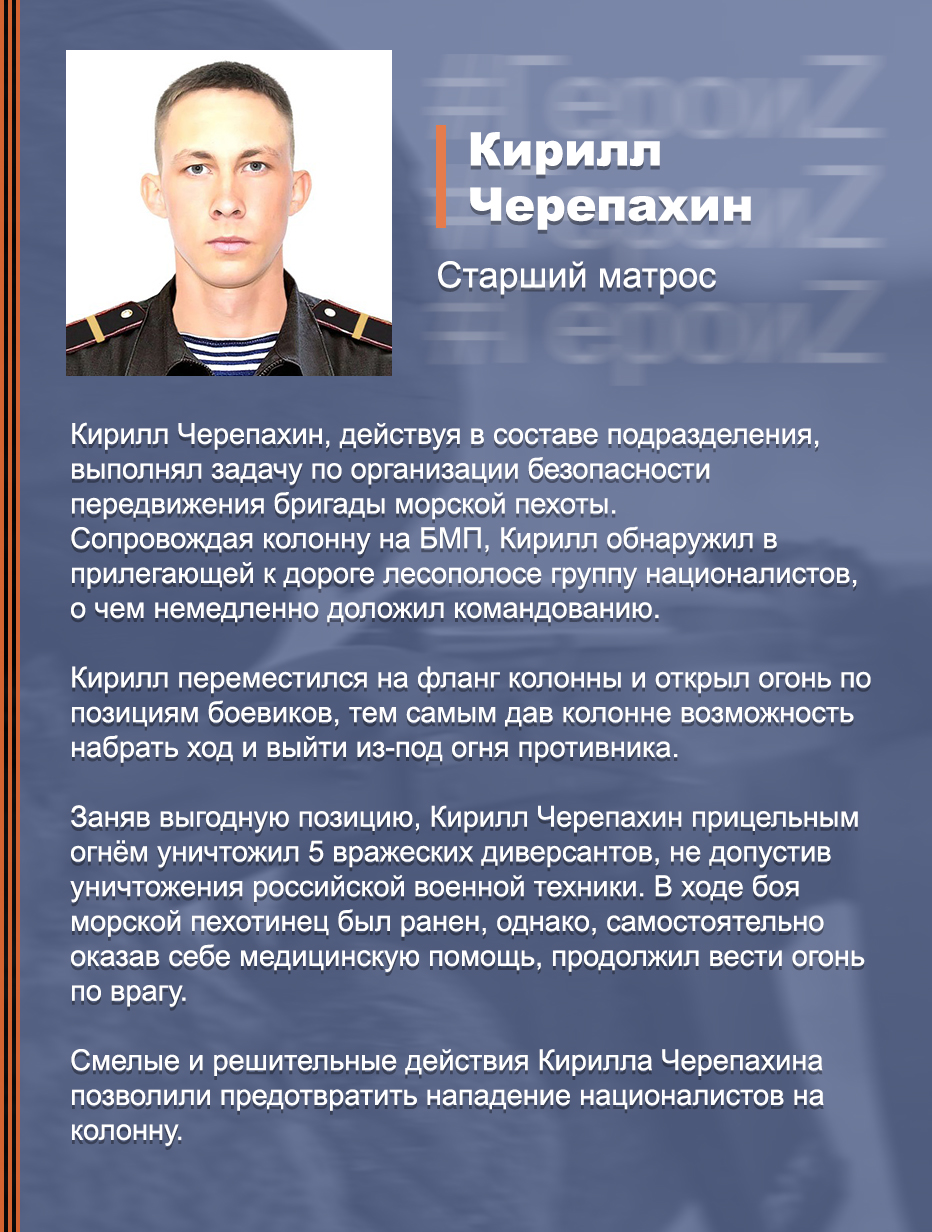 #ГероиZ
Кирилл
Черепахин
#ГероиZ
Старший матрос
#ГероиZ
Кирилл Черепахин, действуя в составе подразделения,
выполнял задачу по организации безопасности
передвижения бригады морской пехоты.
Сопровождая колонну на БМП, Кирилл обнаружил в
прилегающей к дороге лесополосе группу националистов,
о чем немедленно доложил командованию.
Кирилл переместился на фланг колонны и открыл огонь по
позициям боевиков, тем самым дав колонне возможность
набрать ход и выйти из-под огня противника.
Заняв выгодную позицию, Кирилл Черепахин прицельным
огнём уничтожил 5 вражеских диверсантов, не допустив
уничтожения российской военной техники. В ходе боя
морской пехотинец был ранен, однако, самостоятельно
оказав себе медицинскую помощь, продолжил вести огонь
по врагу.
Смелые и решительные действия Кирилла Черепахина
позволили предотвратить нападение националистов на
колонну.